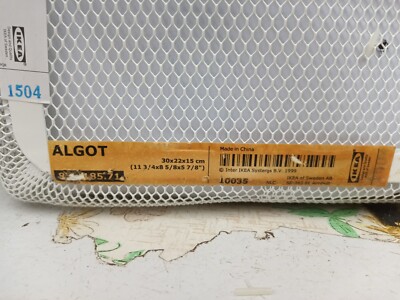 IKEA
1504
ALGOT
30x22x15 cm
(11 3/4x8 5/8x5 7/8")
Made in China
© Inter IKEA Systems B.V. 1999
10035
IKEA of Sweden AB
IKEA